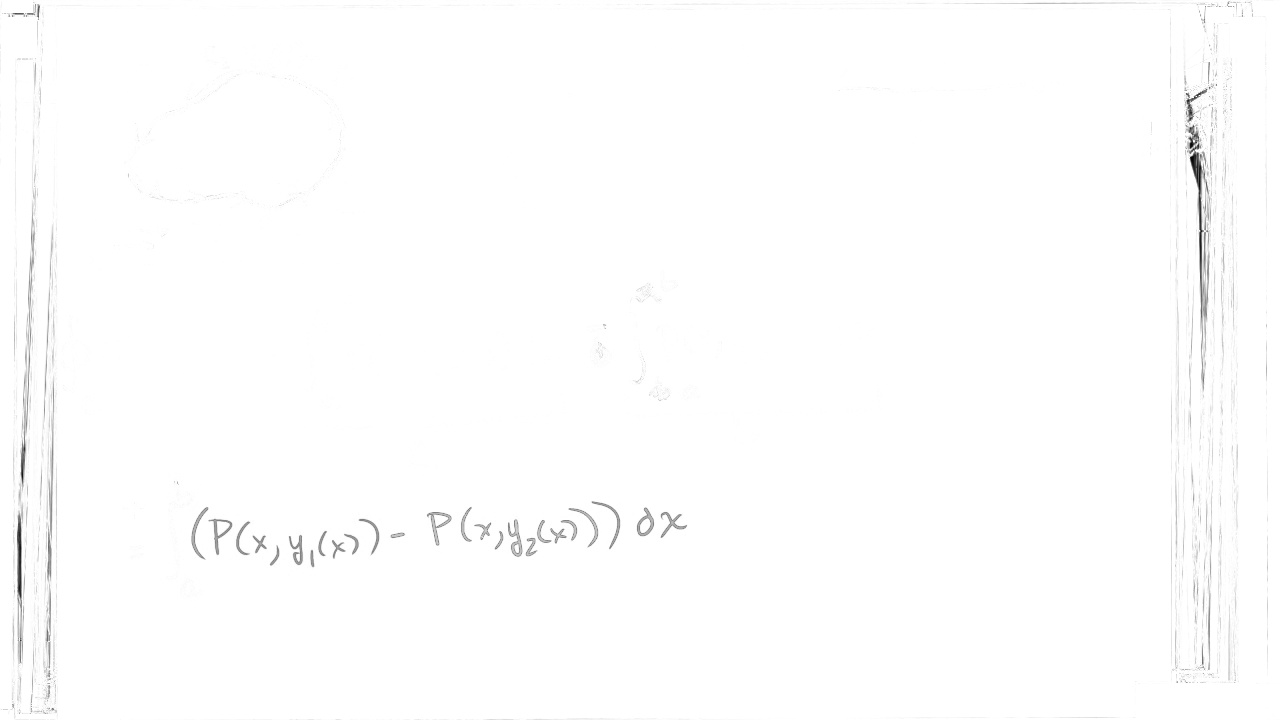 (P(x, y₁(x)) - P(x, y₂(x))) dx